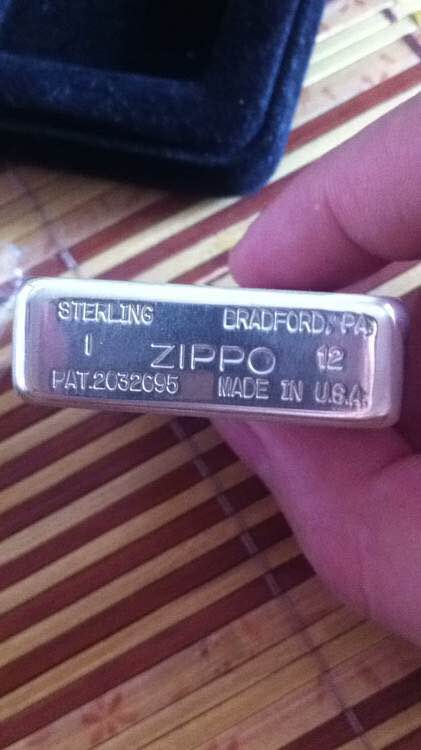 STERLING BRADFORD, PA.
I ZIPPO 12
PAT.2032695 MADE IN U.S.A.